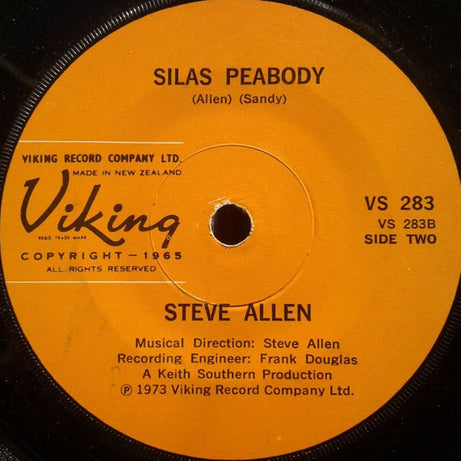 SILAS PEABODY
(Allen) (Sandy)
VIKING RECORD COMPANY LTD.
MADE IN NEW ZEALAND
Viking
REGD. TRADE MARK
COPYRIGHT—1965
ALL RIGHTS RESERVED
VS 283
VS 283B
SIDE TWO
STEVE ALLEN
Musical Direction: Steve Allen
Recording Engineer: Frank Douglas
A Keith Southern Production
℗ 1973 Viking Record Company Ltd.